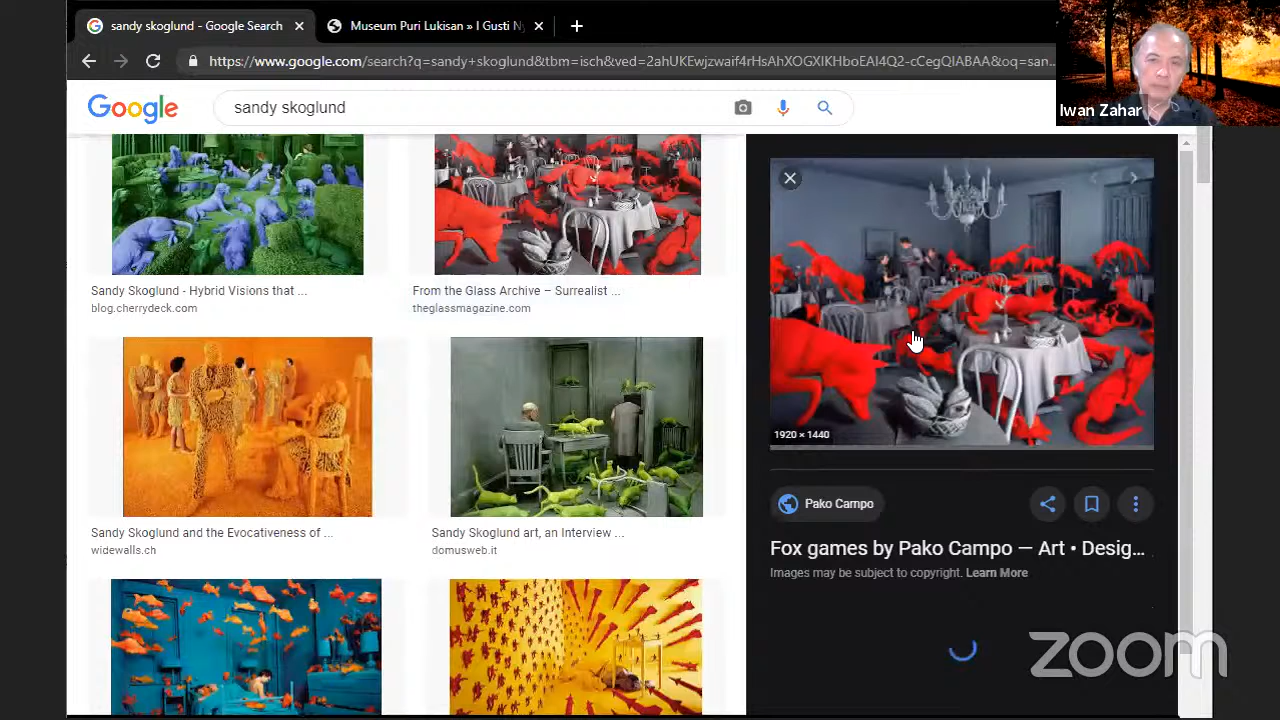 sandy skoglund - Google Search
Museum Puri Lukisan » I Gusti N
https://www.google.com/search?q=sandy+skoglund&tbm=isch&ved=2ahUKEwjzwaif4rHsAhXOGXIKHboEAI4Q2-cCegQIABAA&oq=san...
Iwan Zahar
Google
sandy skoglund
Sandy Skoglund - Hybrid Visions that ...
blog.cherrydeck.com
From the Glass Archive – Surrealist ...
theglassmagazine.com
1920 × 1440
Pako Campo
Sandy Skoglund and the Evocativeness of ...
widewalls.ch
Sandy Skoglund art, an Interview ...
domusweb.it
Fox games by Pako Campo — Art • Desig...
Images may be subject to copyright. Learn More
zoom